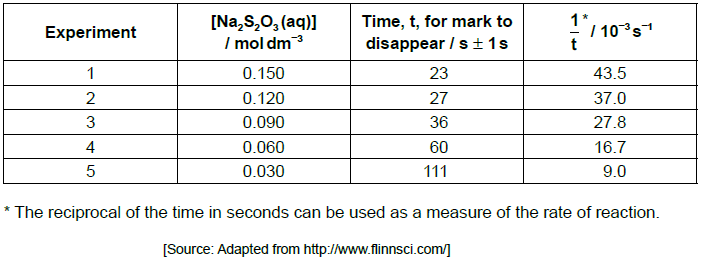 Experiment [Na₂S₂O₃(aq)] / mol dm⁻³ Time, t, for mark to disappear / s ± 1 s 1/t * / 10⁻³ s⁻¹
1 0.150 23 43.5
2 0.120 27 37.0
3 0.090 36 27.8
4 0.060 60 16.7
5 0.030 111 9.0
* The reciprocal of the time in seconds can be used as a measure of the rate of reaction.
[Source: Adapted from http://www.flinnsci.com/]